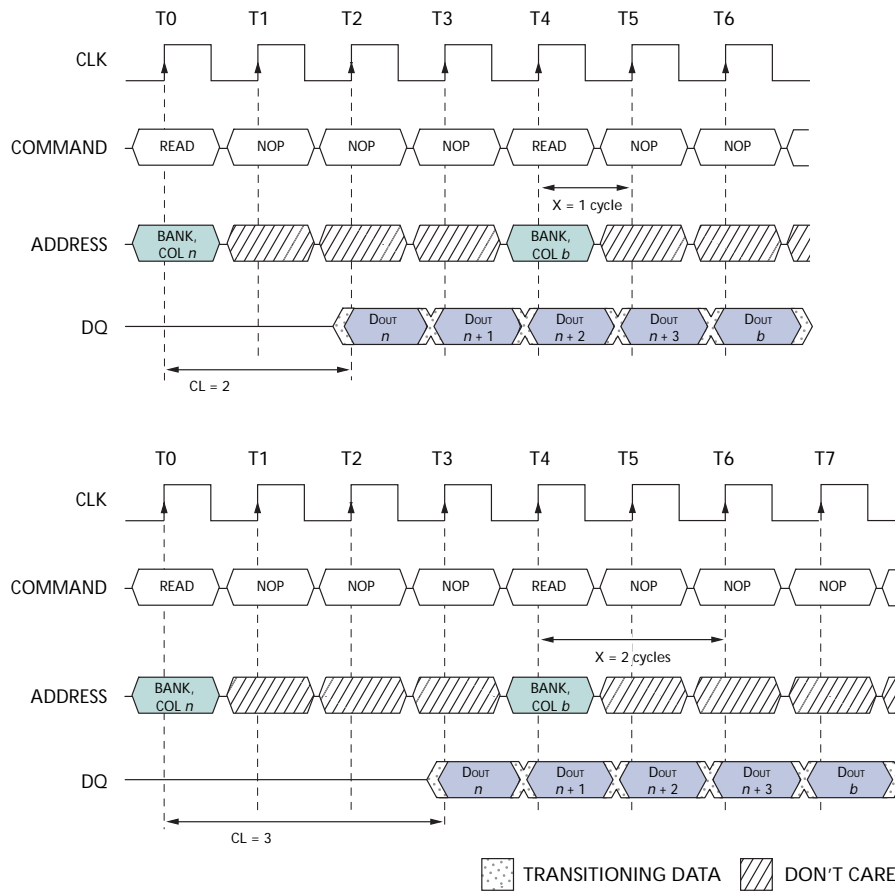 T0 T1 T2 T3 T4 T5 T6
CLK
COMMAND READ NOP NOP NOP READ NOP NOP
X = 1 cycle
ADDRESS BANK, COL n BANK, COL b
DQ DOUT n DOUT n + 1 DOUT n + 2 DOUT n + 3 DOUT b
CL = 2
T0 T1 T2 T3 T4 T5 T6 T7
CLK
COMMAND READ NOP NOP NOP READ NOP NOP NOP
X = 2 cycles
ADDRESS BANK, COL n BANK, COL b
DQ DOUT n DOUT n + 1 DOUT n + 2 DOUT n + 3 DOUT b
CL = 3
TRANSITIONING DATA DON'T CARE